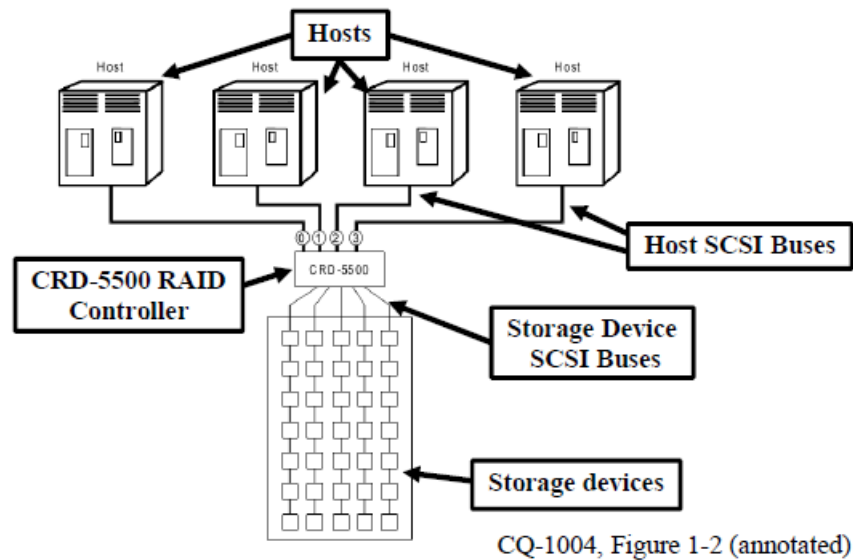 Hosts
Host
Host
Host
Host
Host SCSI Buses
0 1 2 3
CRD-5500
CRD-5500 RAID
Controller
Storage Device
SCSI Buses
Storage devices
CQ-1004, Figure 1-2 (annotated)